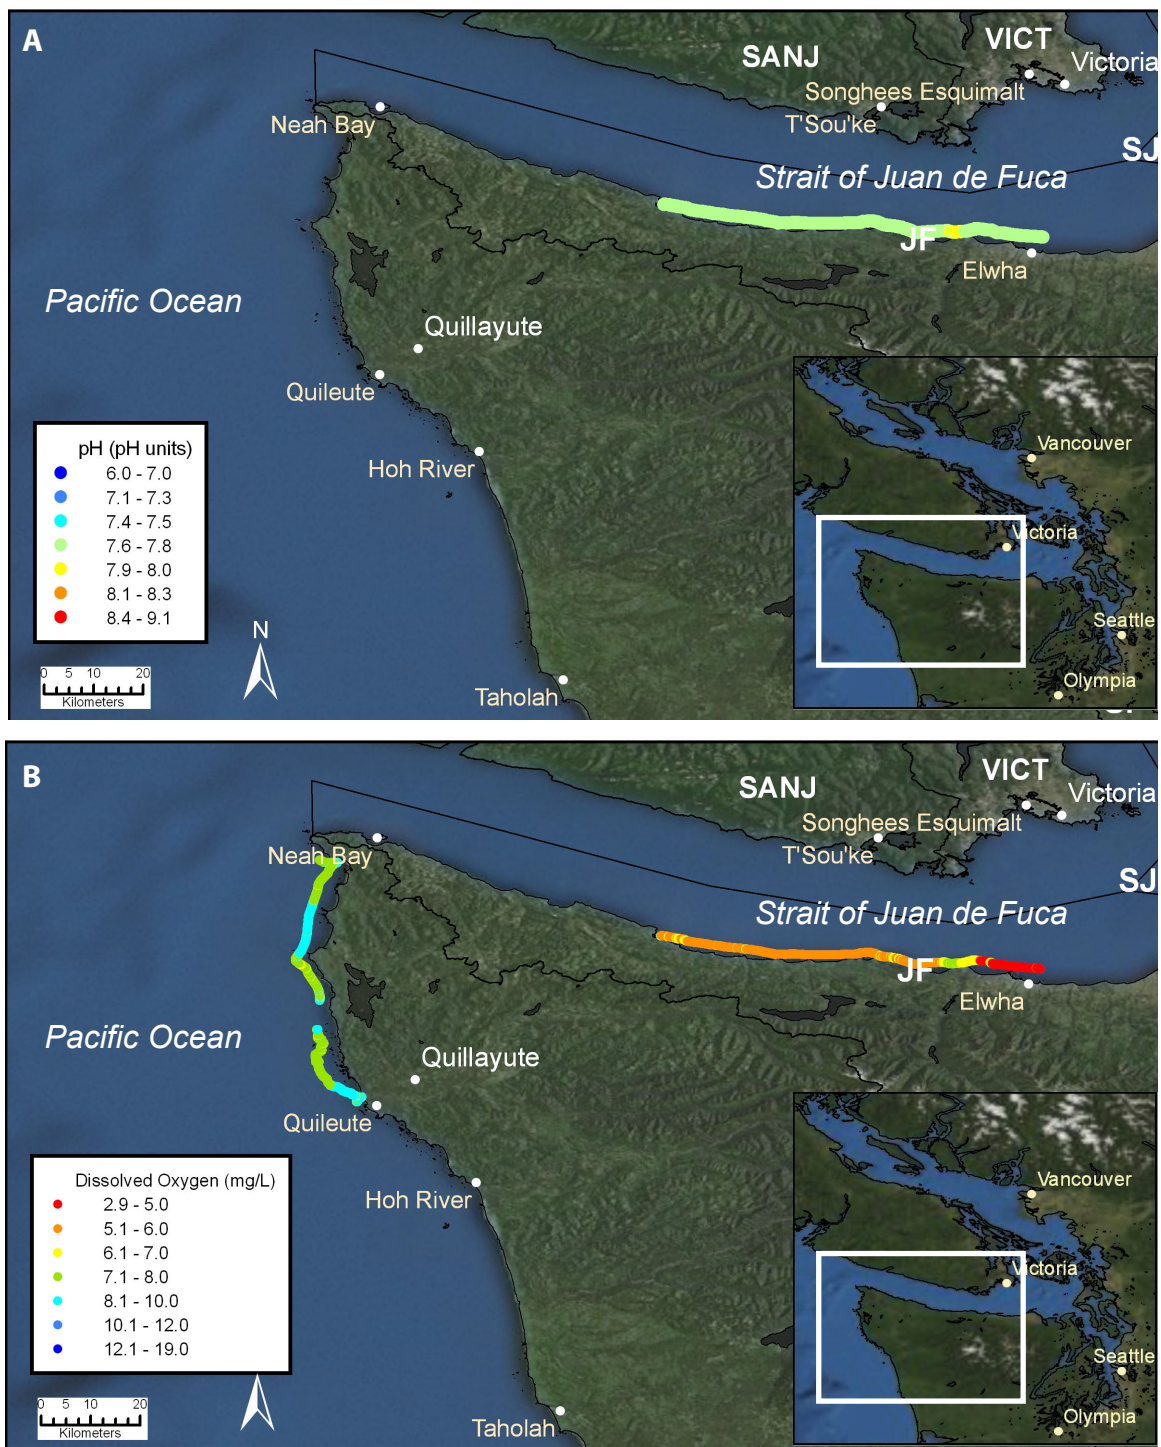 A
VICT
SANJ
Victoria
Songhees Esquimalt
Neah Bay
T'Sou'ke
SJ
Strait of Juan de Fuca
JF
Elwha
Pacific Ocean
Quillayute
Quileute
Hoh River
Taholah
pH (pH units)
6.0 - 7.0
7.1 - 7.3
7.4 - 7.5
7.6 - 7.8
7.9 - 8.0
8.1 - 8.3
8.4 - 9.1
N
0 5 10 20
Kilometers
Vancouver
Victoria
Seattle
Olympia
B
VICT
SANJ
Victoria
Songhees Esquimalt
Neah Bay
T'Sou'ke
SJ
Strait of Juan de Fuca
JF
Elwha
Pacific Ocean
Quillayute
Quileute
Hoh River
Taholah
Dissolved Oxygen (mg/L)
2.9 - 5.0
5.1 - 6.0
6.1 - 7.0
7.1 - 8.0
8.1 - 10.0
10.1 - 12.0
12.1 - 19.0
0 5 10 20
Kilometers
Vancouver
Victoria
Seattle
Olympia